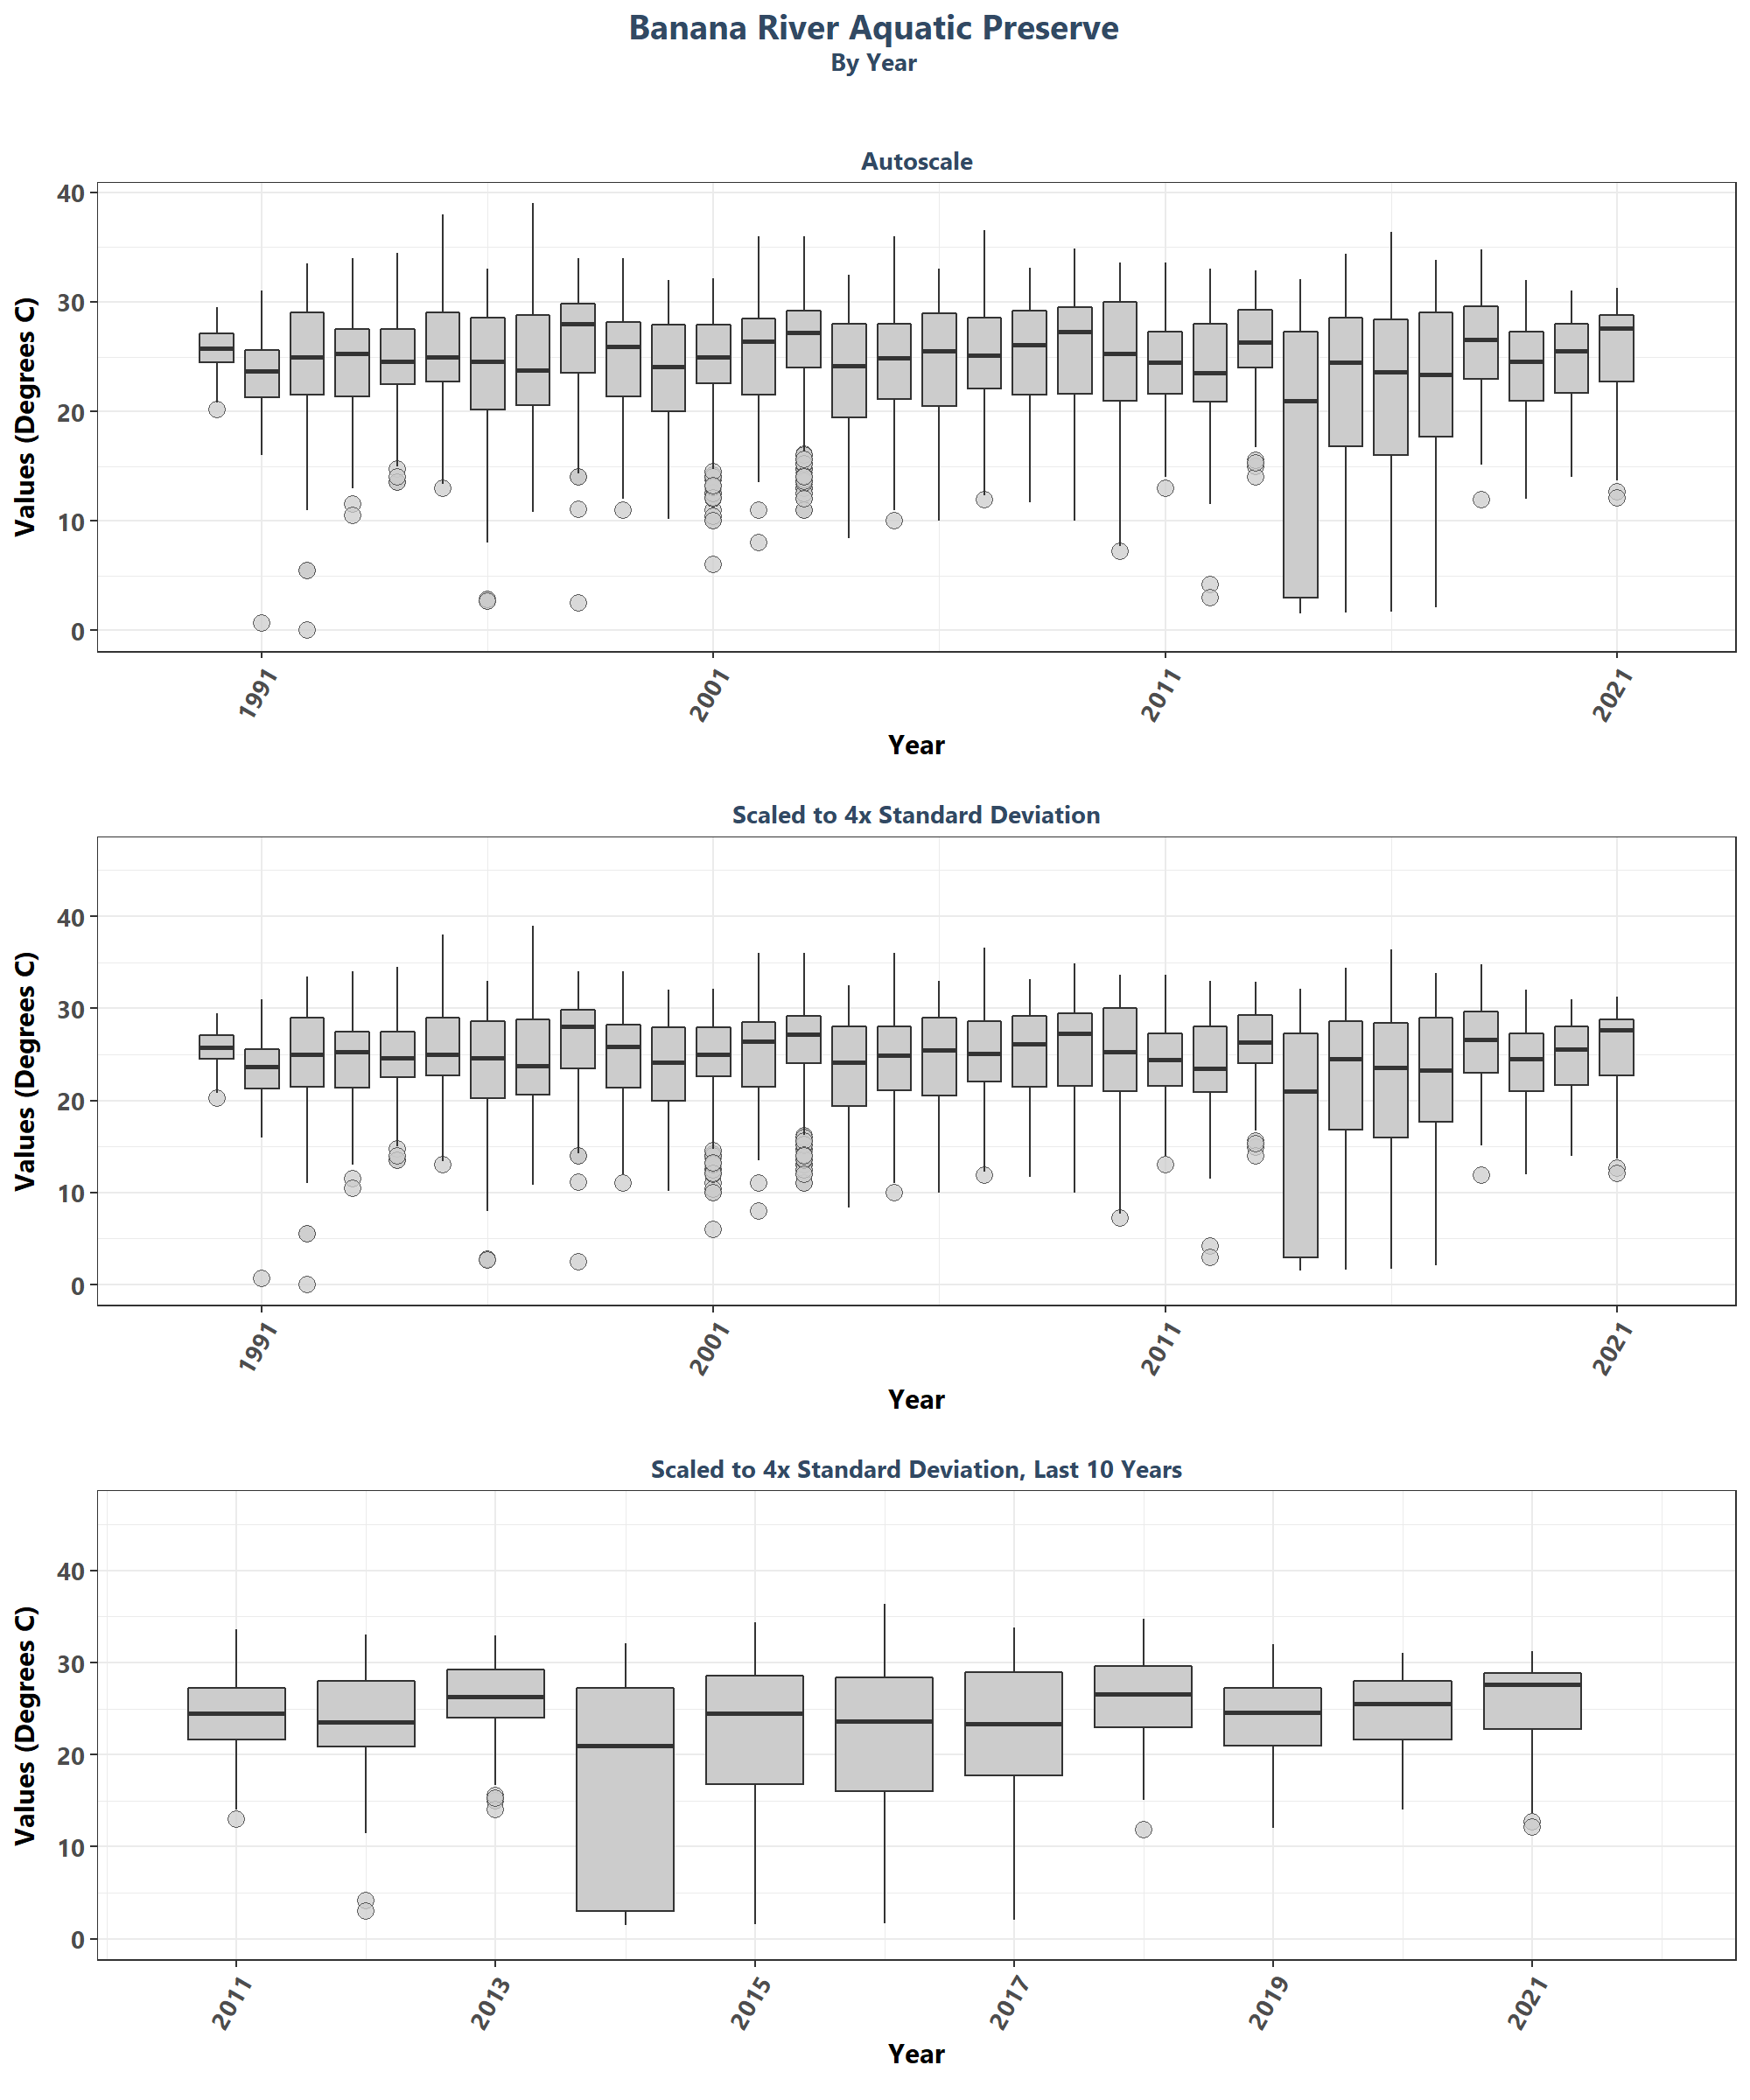 Banana River Aquatic Preserve
By Year
Autoscale
Values (Degrees C)
40
30
20
10
0
1991
2001
2011
2021
Year
Scaled to 4x Standard Deviation
Values (Degrees C)
40
30
20
10
0
1991
2001
2011
2021
Year
Scaled to 4x Standard Deviation, Last 10 Years
Values (Degrees C)
40
30
20
10
0
2011
2013
2015
2017
2019
2021
Year